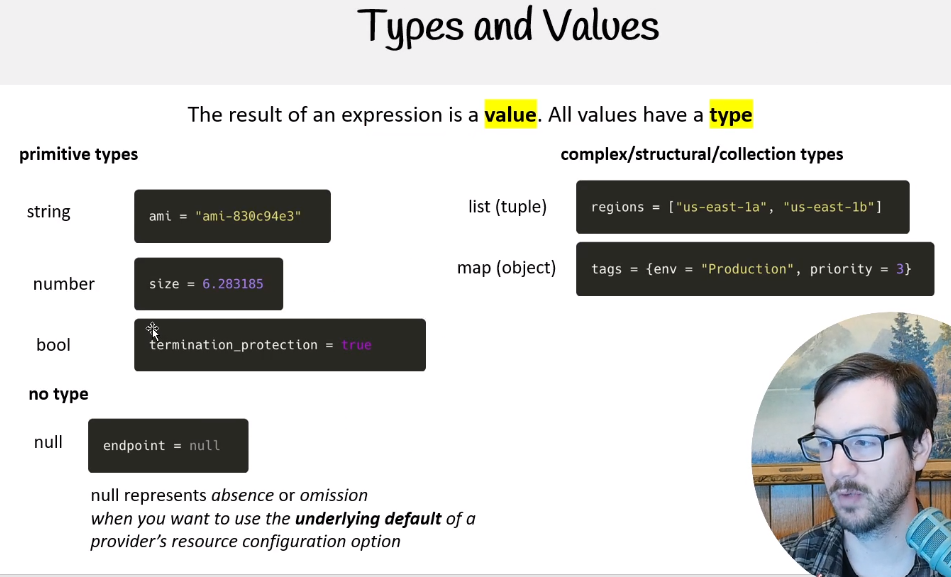 Types and Values
The result of an expression is a value. All values have a type
primitive types
string
ami = "ami-830c94e3"
number
size = 6.283185
bool
termination_protection = true
no type
null
endpoint = null
null represents absence or omission
when you want to use the underlying default of a
provider's resource configuration option
complex/structural/collection types
list (tuple)
regions = ["us-east-1a", "us-east-1b"]
map (object)
tags = {env = "Production", priority = 3}